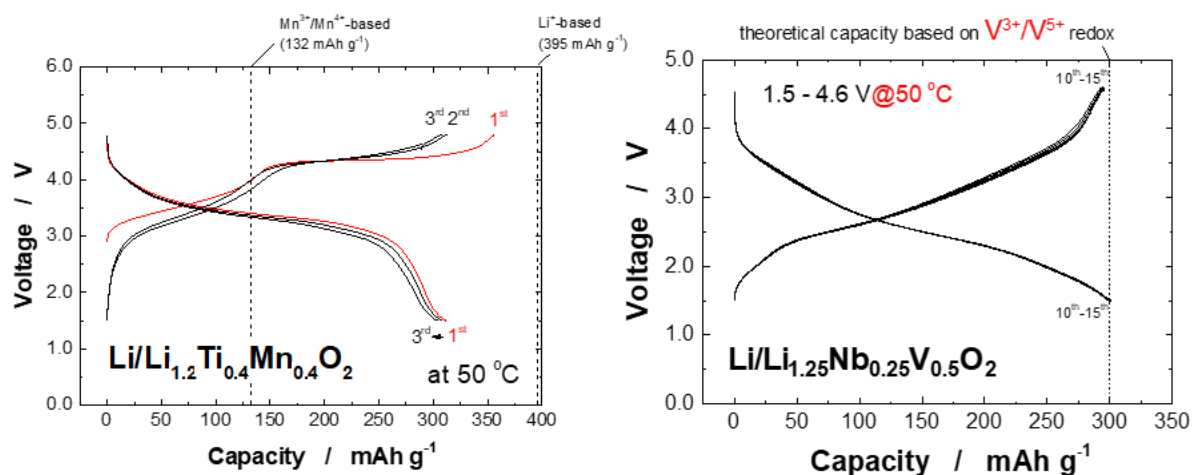 Mn³⁺/Mn⁴⁺-based
(132 mAh g⁻¹)
Li⁺-based
(395 mAh g⁻¹)
6.0
5.0
4.0
3.0
2.0
1.0
0.0
Voltage / V
3ʳᵈ 2ⁿᵈ
1ˢᵗ
3ʳᵈ 1ˢᵗ
Li/Li₁.₂Ti₀.₄Mn₀.₄O₂
at 50 °C
0 50 100 150 200 250 300 350 400
Capacity / mAh g⁻¹
theoretical capacity based on V³⁺/V⁵⁺ redox
5.0
4.0
3.0
2.0
1.0
0.0
Voltage / V
1.5 - 4.6 V@50 °C
10ᵗʰ-15ᵗʰ
10ᵗʰ-15ᵗʰ
Li/Li₁.₂₅Nb₀.₂₅V₀.₅O₂
0 50 100 150 200 250 300 350
Capacity / mAh g⁻¹